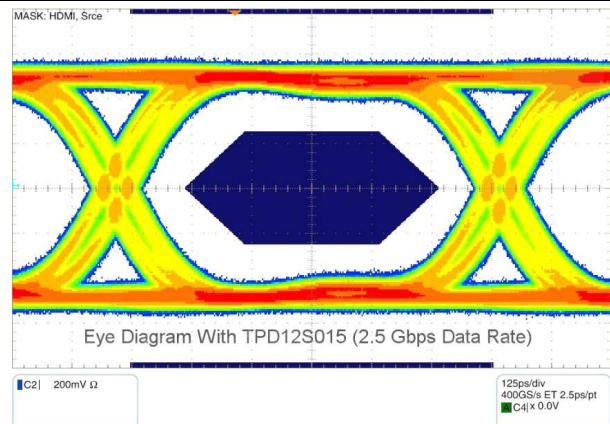 MASK: HDMI, Srce
Eye Diagram With TPD12S015 (2.5 Gbps Data Rate)
C2| 200mV Ω
125ps/div
400GS/s ET 2.5ps/pt
A C4| x 0.0V